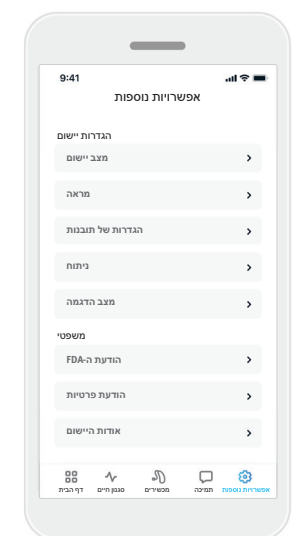 9:41
אפשרויות נוספות
הגדרות יישום
מצב יישום
מראה
הגדרות של תובנות
ניתוח
מצב הדגמה
משפטי
הודעת ה-FDA
הודעת פרטיות
אודות היישום
דף הבית
סגנון חיים
מכשירים
תמיכה
אפשרויות נוספות